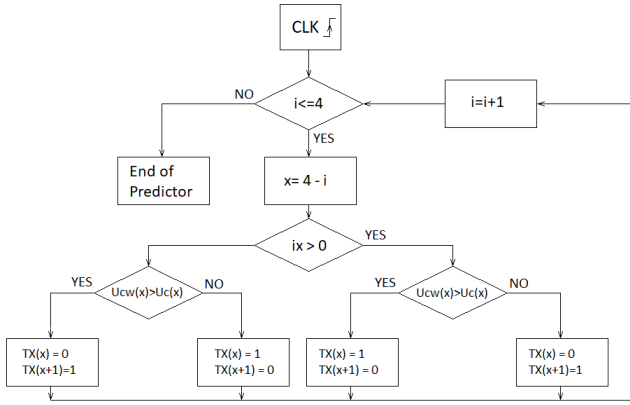 CLK
i<=4
NO
i=i+1
YES
End of
Predictor
x= 4 - i
ix > 0
YES
YES
Ucw(x)>Uc(x)
NO
YES
Ucw(x)>Uc(x)
NO
TX(x) = 0
TX(x+1)=1
TX(x) = 1
TX(x+1) = 0
TX(x) = 1
TX(x+1) = 0
TX(x) = 0
TX(x+1)=1